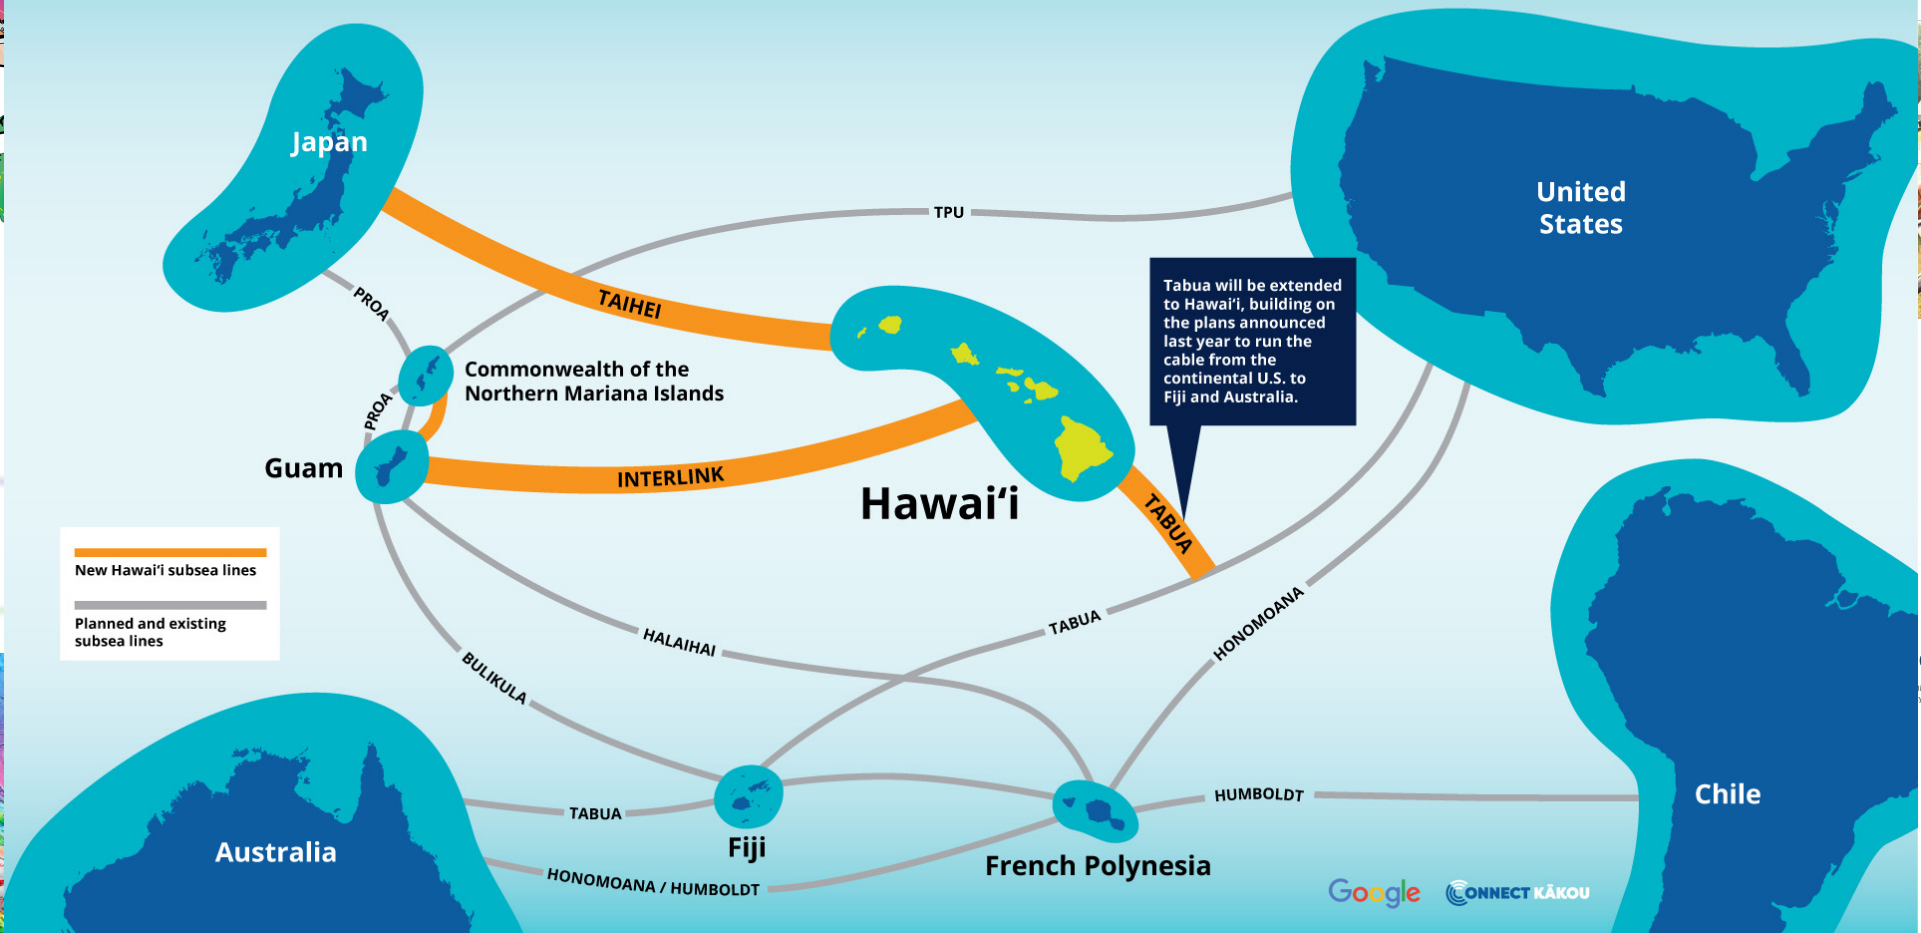 Japan
United
States
TPU
Tabua will be extended
to Hawai‘i, building on
the plans announced
last year to run the
cable from the
continental U.S. to
Fiji and Australia.
PROA
TAIHEI
Commonwealth of the
Northern Mariana Islands
PROA
Guam
INTERLINK
Hawai‘i
TABUA
New Hawai‘i subsea lines
Planned and existing
subsea lines
HALAIHAI
TABUA
HONOMOANA
BULIKULA
TABUA
HUMBOLDT
Chile
Australia
Fiji
French Polynesia
HONOMOANA / HUMBOLDT
Google
CONNECT KĀKOU